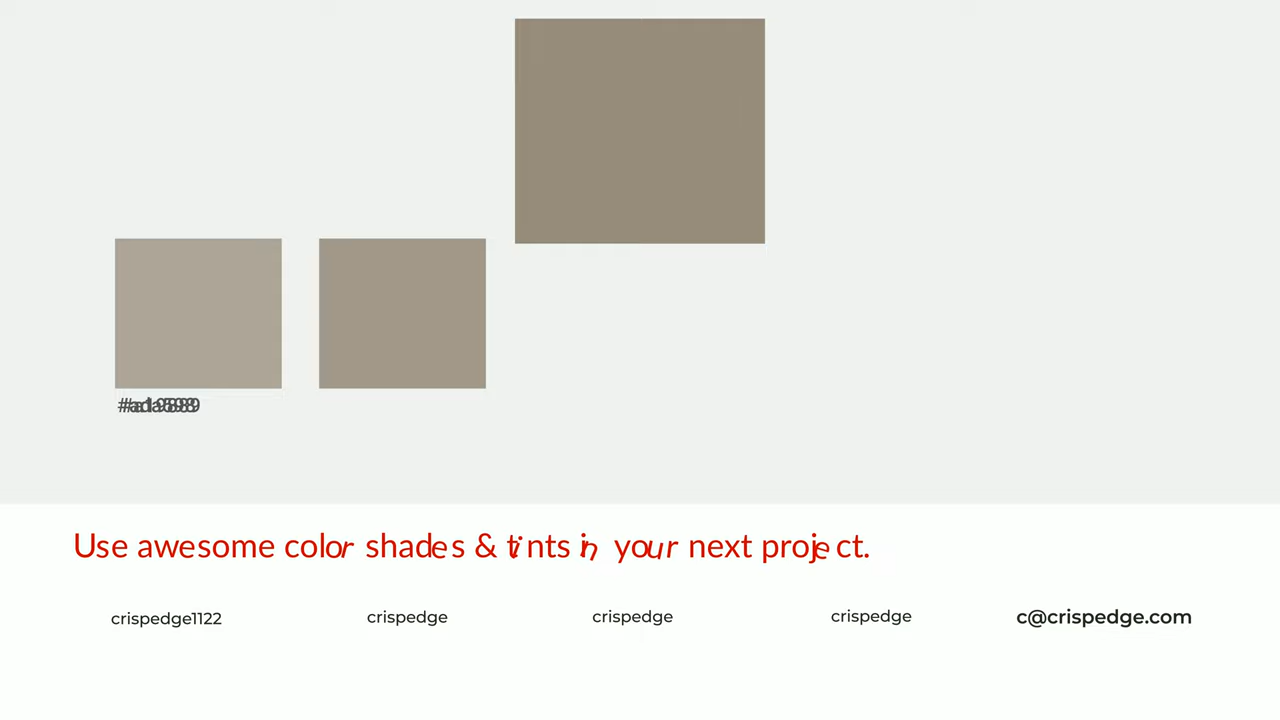 Use awesome color shades & tints in your next project.
crispedge1122 crispedge crispedge crispedge c@crispedge.com